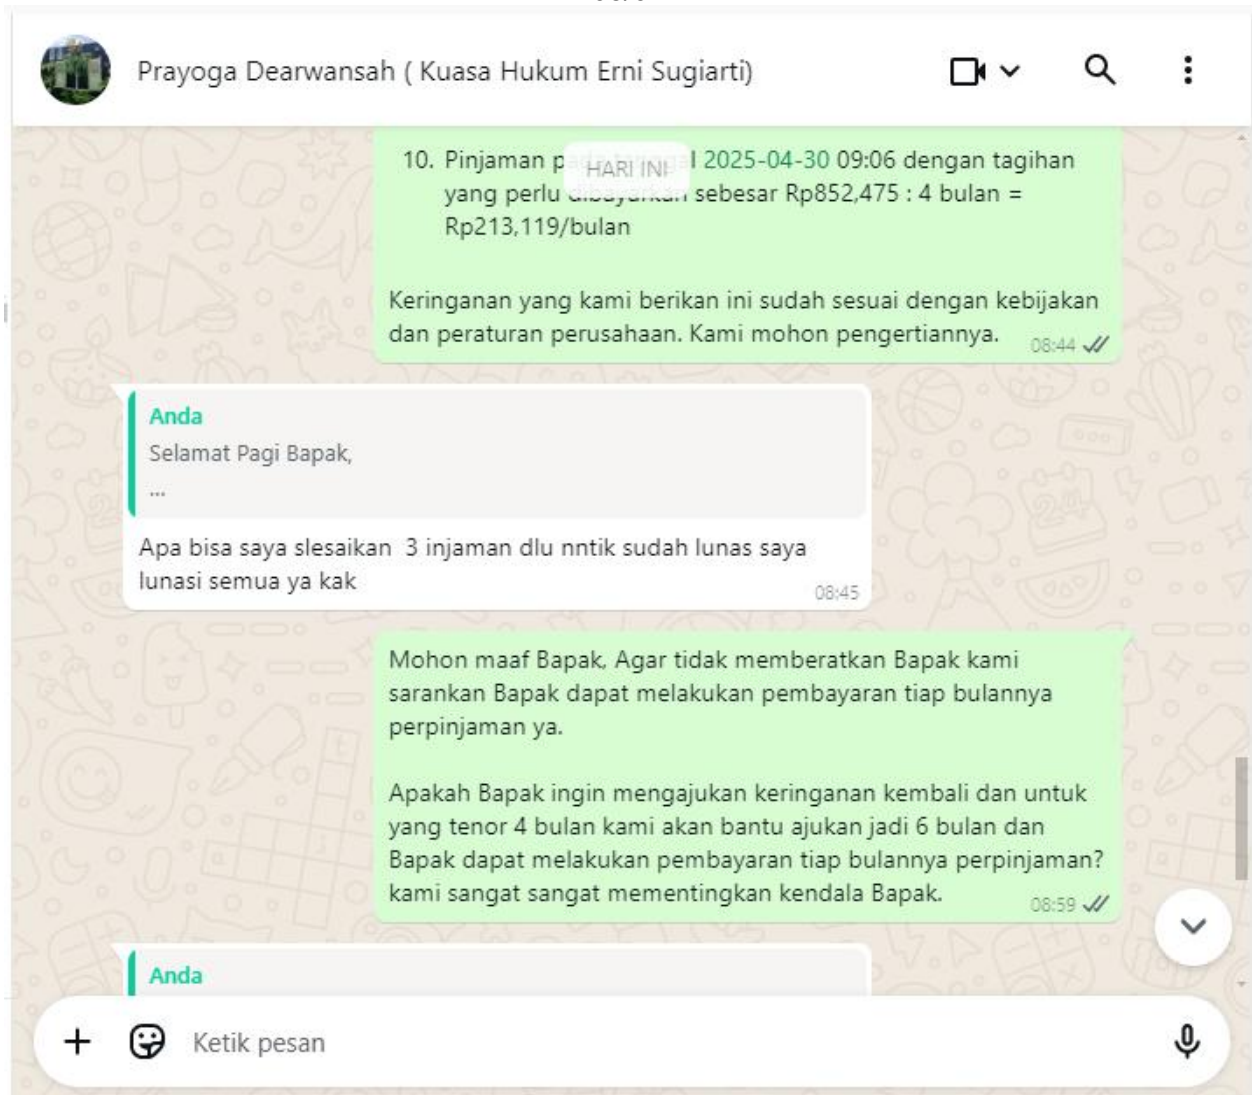 Prayoga Dearwansah ( Kuasa Hukum Erni Sugiarti)
HARI INI
10. Pinjaman 2025-04-30 09:06 dengan tagihan
yang perlu dibayarkan sebesar Rp852,475 : 4 bulan =
Rp213,119/bulan
Keringanan yang kami berikan ini sudah sesuai dengan kebijakan
dan peraturan perusahaan. Kami mohon pengertiannya.
08:44
Anda
Selamat Pagi Bapak,
...
Apa bisa saya slesaikan 3 injaman dlu nntik sudah lunas saya
lunasi semua ya kak
08:45
Mohon maaf Bapak, Agar tidak memberatkan Bapak kami
sarankan Bapak dapat melakukan pembayaran tiap bulannya
perpinjaman ya.
Apakah Bapak ingin mengajukan keringanan kembali dan untuk
yang tenor 4 bulan kami akan bantu ajukan jadi 6 bulan dan
Bapak dapat melakukan pembayaran tiap bulannya perpinjaman?
kami sangat sangat mementingkan kendala Bapak.
08:59
Anda
Ketik pesan